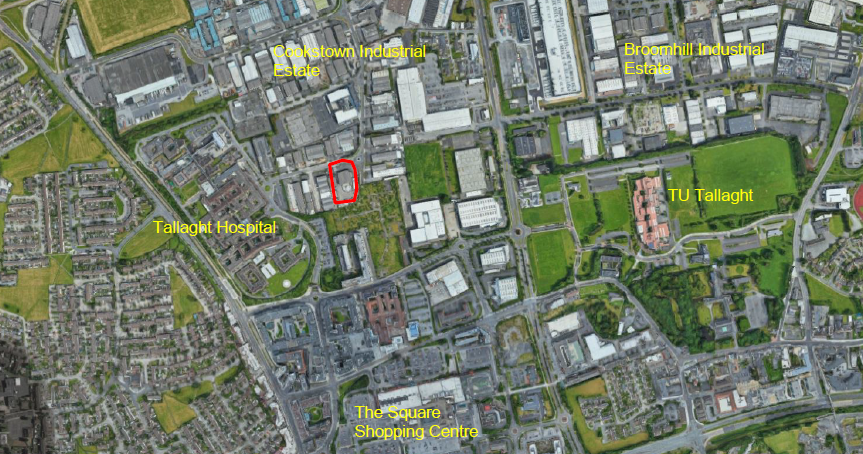 Cookstown Industrial
Estate
Broomhill Industrial
Estate
TU Tallaght
Tallaght Hospital
The Square
Shopping Centre